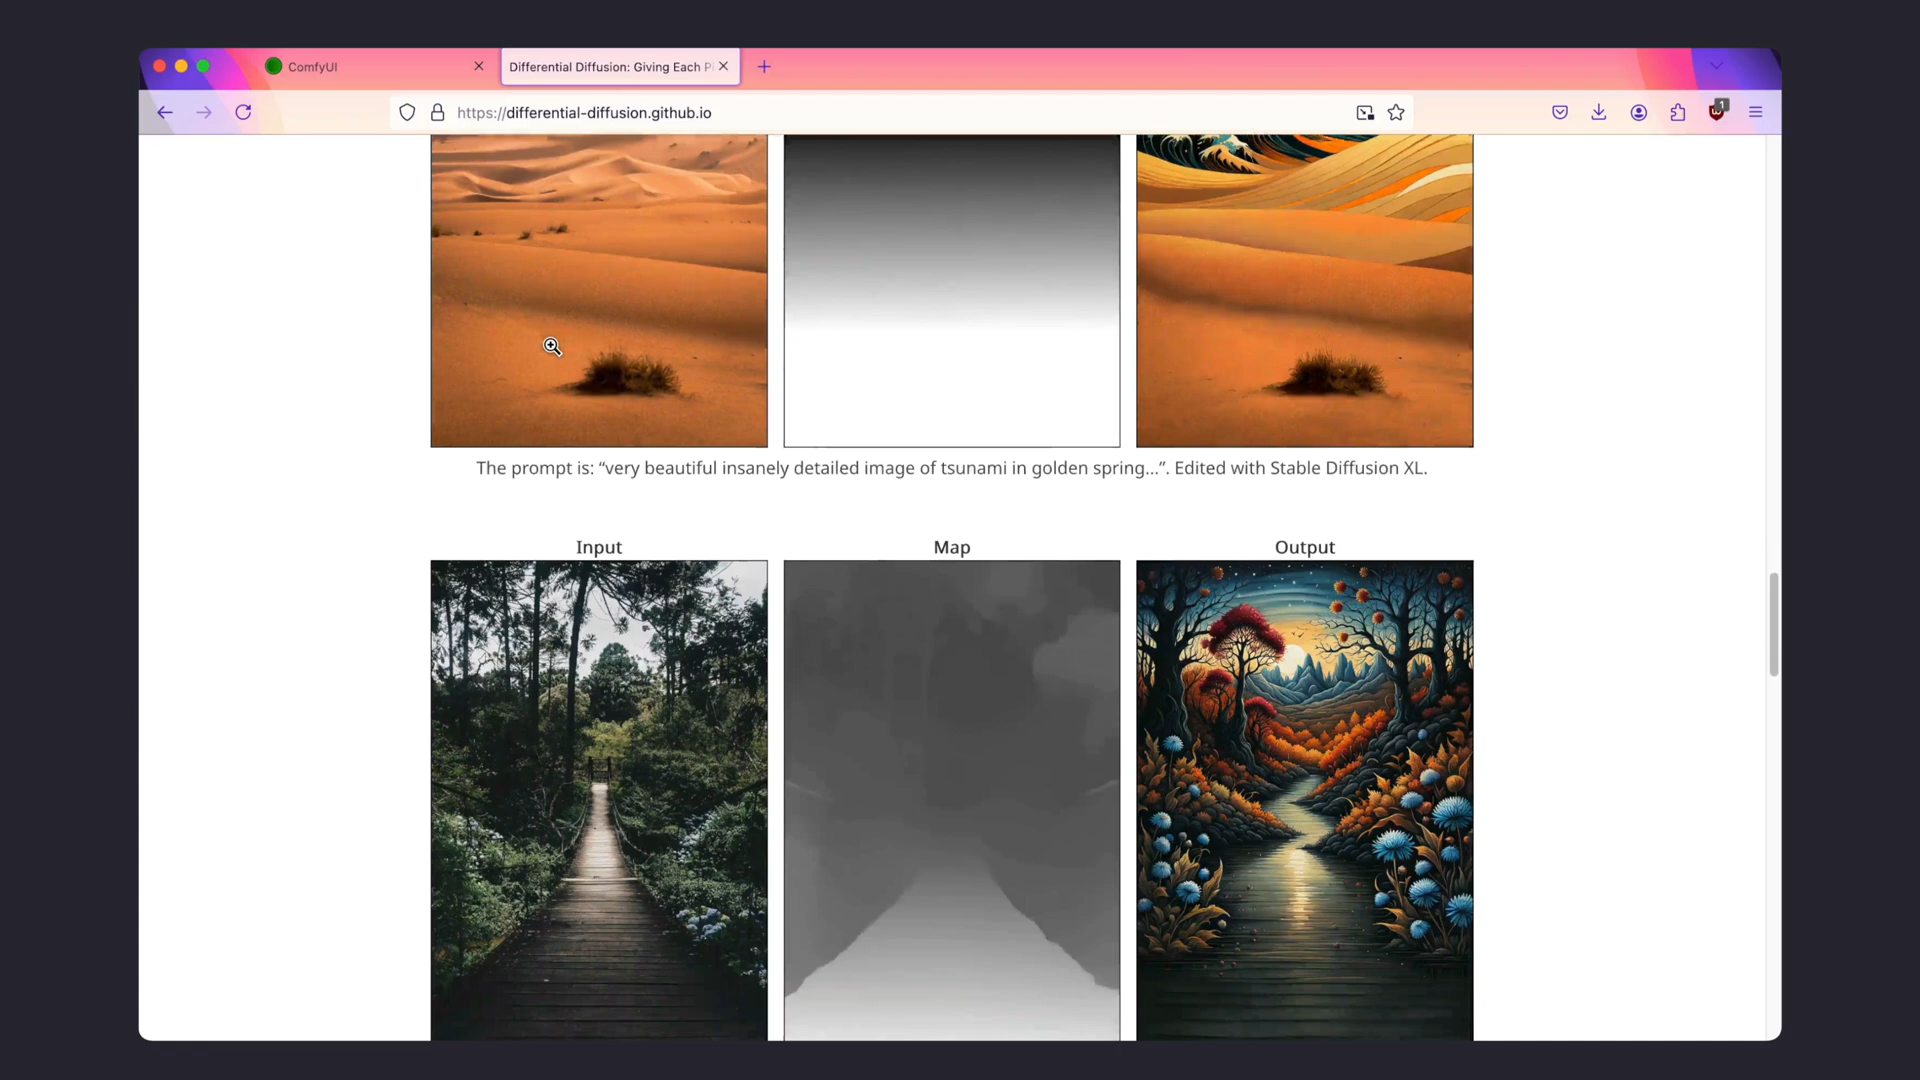 ComfyUI
Differential Diffusion: Giving Each P
https://differential-diffusion.github.io
1
The prompt is: “very beautiful insanely detailed image of tsunami in golden spring...”. Edited with Stable Diffusion XL.
Input Map Output